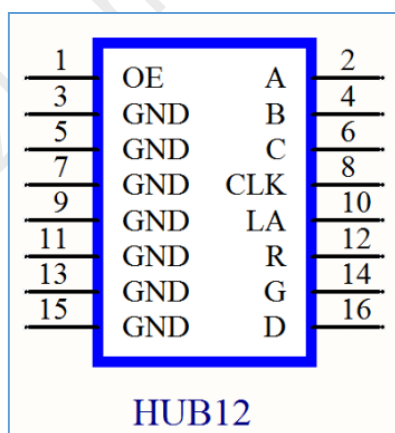 1 OE A 2
3 GND B 4
5 GND C 6
7 GND CLK 8
9 GND LA 10
11 GND R 12
13 GND G 14
15 GND D 16
HUB12